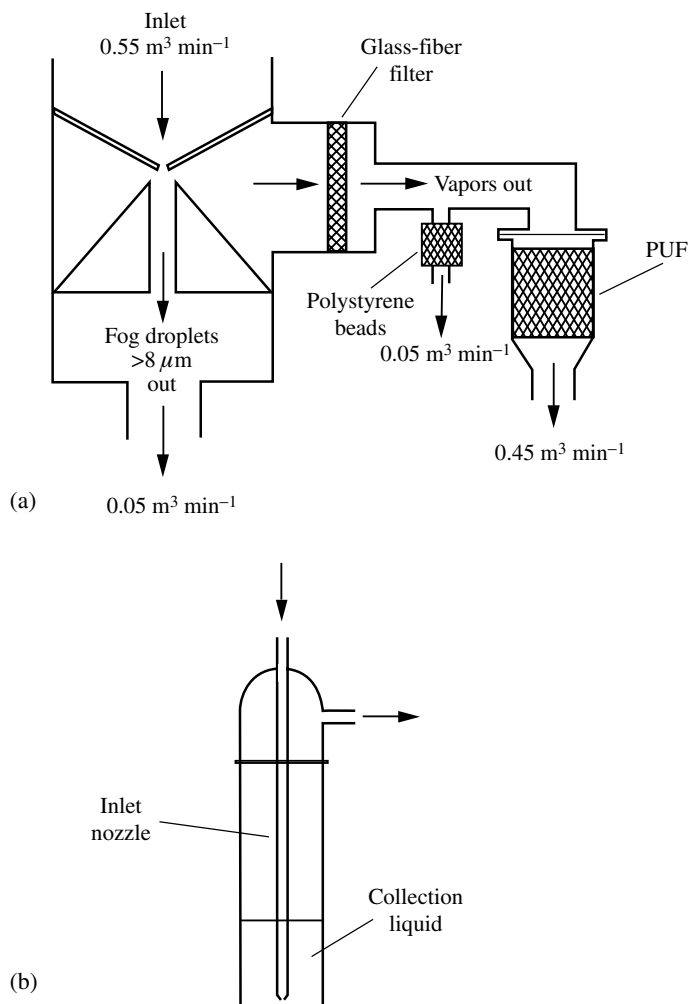 Inlet
0.55 m³ min⁻¹
Glass-fiber
filter
Vapors out
PUF
Polystyrene
beads
0.05 m³ min⁻¹
Fog droplets
>8 μm
out
0.45 m³ min⁻¹
0.05 m³ min⁻¹
(a)
Inlet
nozzle
Collection
liquid
(b)